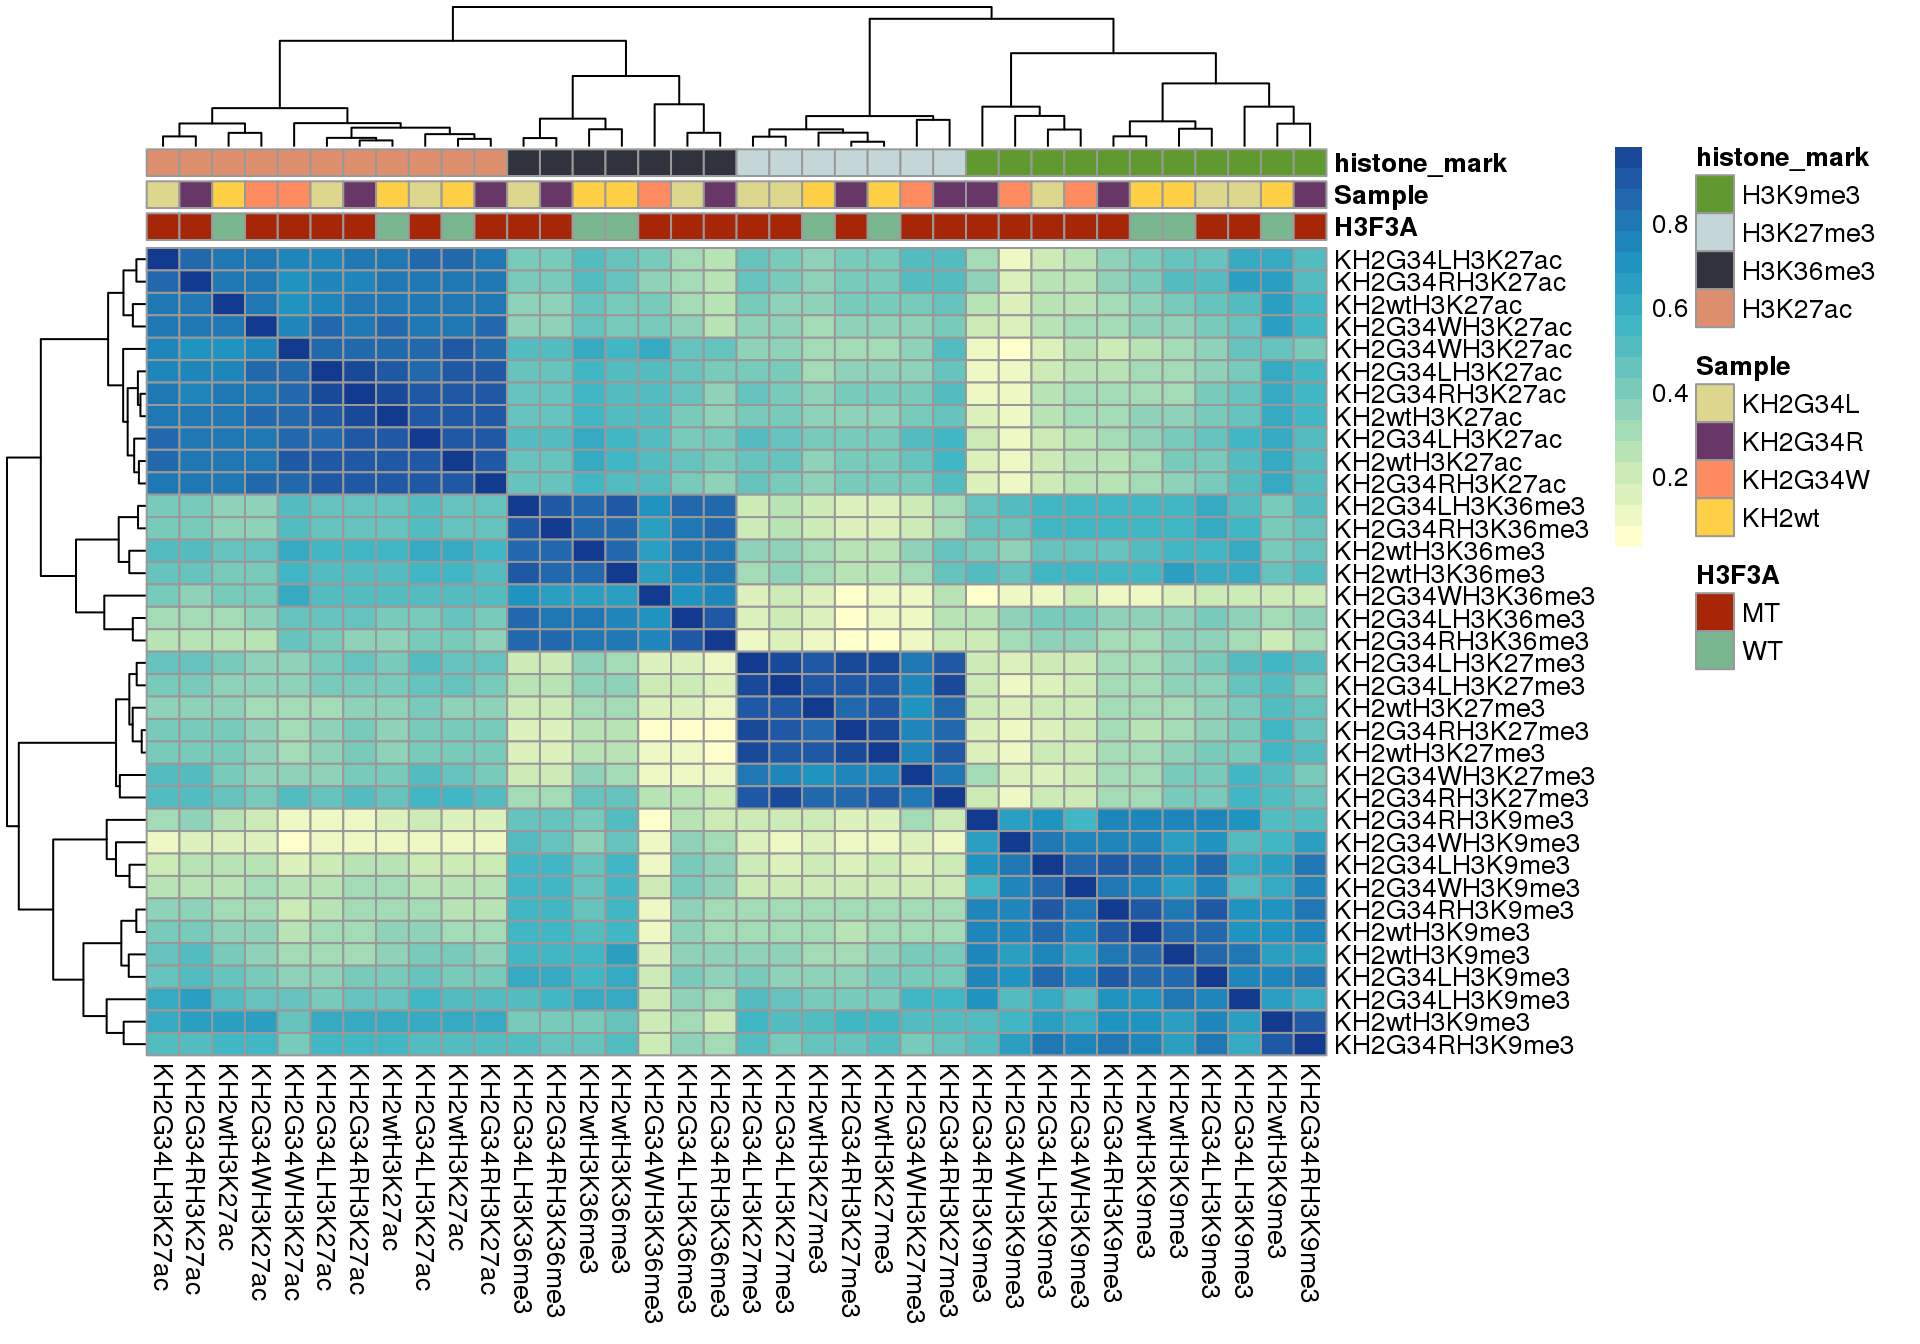 histone_mark
Sample
H3F3A
KH2G34LH3K27ac
KH2G34RH3K27ac
KH2wtH3K27ac
KH2G34WH3K27ac
KH2G34WH3K27ac
KH2G34LH3K27ac
KH2G34RH3K27ac
KH2wtH3K27ac
KH2G34LH3K27ac
KH2wtH3K27ac
KH2G34RH3K27ac
KH2G34LH3K36me3
KH2G34RH3K36me3
KH2wtH3K36me3
KH2wtH3K36me3
KH2G34WH3K36me3
KH2G34LH3K36me3
KH2G34RH3K36me3
KH2G34LH3K27me3
KH2G34LH3K27me3
KH2wtH3K27me3
KH2G34RH3K27me3
KH2wtH3K27me3
KH2G34WH3K27me3
KH2G34RH3K27me3
KH2G34RH3K9me3
KH2G34WH3K9me3
KH2G34LH3K9me3
KH2G34WH3K9me3
KH2G34RH3K9me3
KH2wtH3K9me3
KH2wtH3K9me3
KH2G34LH3K9me3
KH2G34LH3K9me3
KH2wtH3K9me3
KH2G34RH3K9me3
KH2G34LH3K27ac
KH2G34RH3K27ac
KH2wtH3K27ac
KH2G34WH3K27ac
KH2G34WH3K27ac
KH2G34LH3K27ac
KH2G34RH3K27ac
KH2wtH3K27ac
KH2G34LH3K27ac
KH2wtH3K27ac
KH2G34RH3K27ac
KH2G34LH3K36me3
KH2G34RH3K36me3
KH2wtH3K36me3
KH2wtH3K36me3
KH2G34WH3K36me3
KH2G34LH3K36me3
KH2G34RH3K36me3
KH2G34LH3K27me3
KH2G34LH3K27me3
KH2wtH3K27me3
KH2G34RH3K27me3
KH2wtH3K27me3
KH2G34WH3K27me3
KH2G34RH3K27me3
KH2G34RH3K9me3
KH2G34WH3K9me3
KH2G34LH3K9me3
KH2G34WH3K9me3
KH2G34RH3K9me3
KH2wtH3K9me3
KH2wtH3K9me3
KH2G34LH3K9me3
KH2G34LH3K9me3
KH2wtH3K9me3
KH2G34RH3K9me3
0.8
0.6
0.4
0.2
histone_mark
H3K9me3
H3K27me3
H3K36me3
H3K27ac
Sample
KH2G34L
KH2G34R
KH2G34W
KH2wt
H3F3A
MT
WT